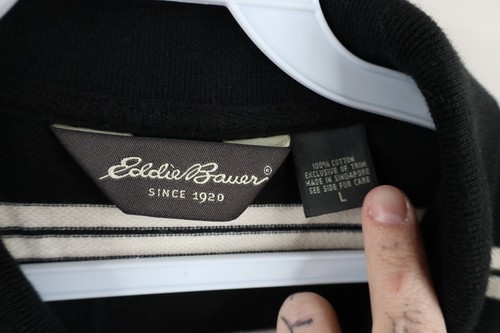 Eddie Bauer®
SINCE 1920
100% COTTON
EXCLUSIVE OF TRIM
MADE IN SINGAPORE
SEE SIDE FOR CARE
L